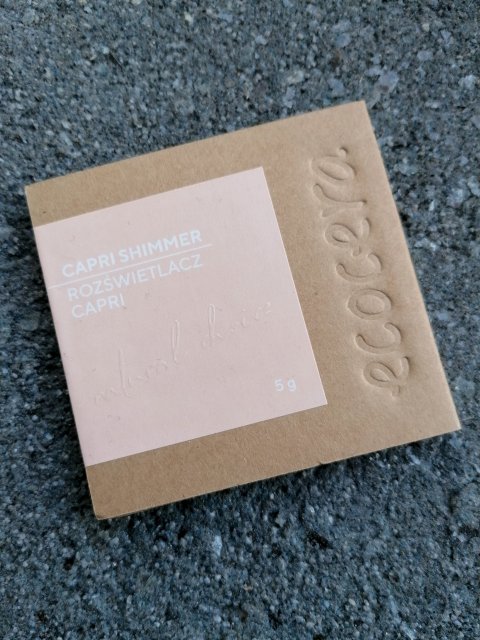 CAPRI SHIMMER
ROZŚWIETLACZ
CAPRI
natural choice
5 g
ecocera